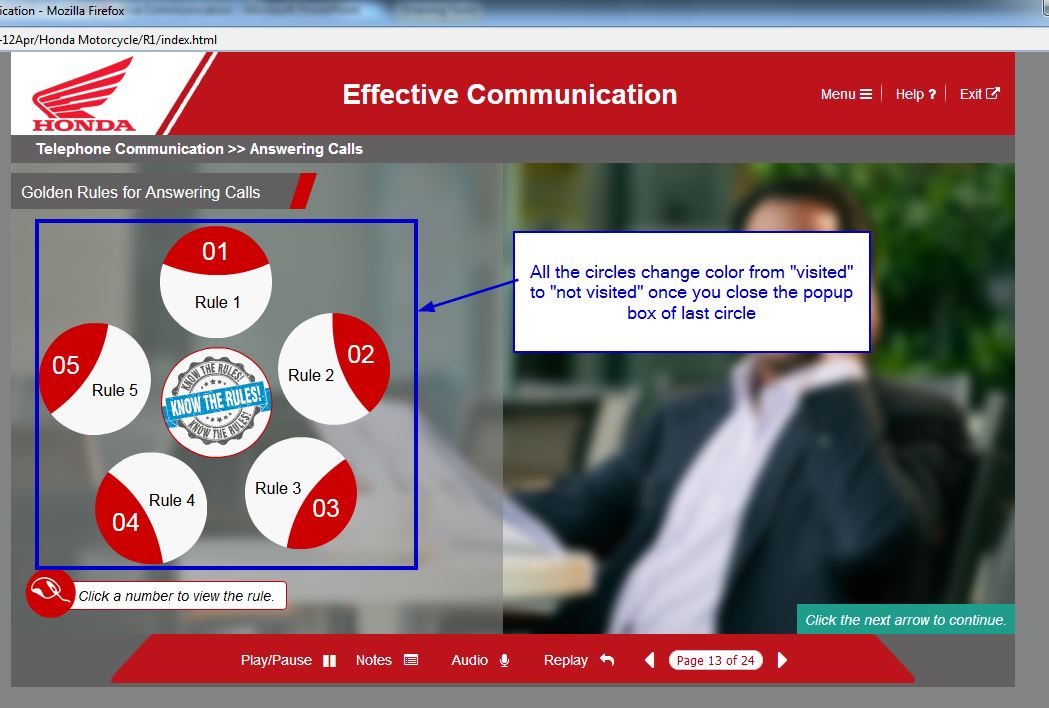 ication - Mozilla Firefox
-12Apr/Honda Motorcycle/R1/index.html
HONDA
Effective Communication
Menu
Help ?
Exit
Telephone Communication >> Answering Calls
Golden Rules for Answering Calls
01
Rule 1
02
Rule 2
05
Rule 5
KNOW THE RULES!
KNOW THE RULES!
KNOW THE RULES!
Rule 3
03
Rule 4
04
All the circles change color from "visited"
to "not visited" once you close the popup
box of last circle
Click a number to view the rule.
Click the next arrow to continue.
Play/Pause
Notes
Audio
Replay
Page 13 of 24